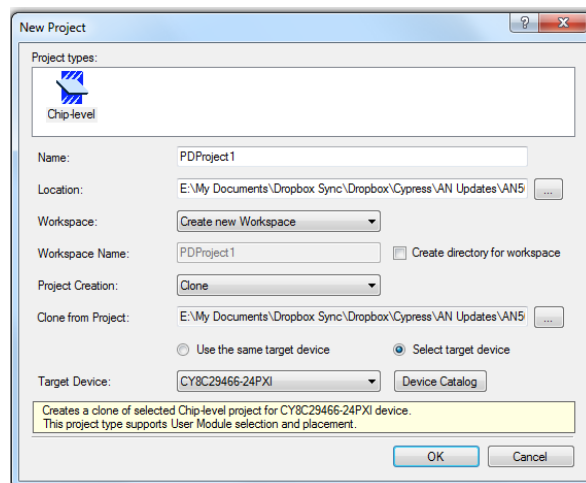 New Project
Project types:
Chip-level
Name: PDProject1
Location: E:\My Documents\Dropbox Sync\Dropbox\Cypress\AN Updates\AN5 ...
Workspace: Create new Workspace
Workspace Name: PDProject1 Create directory for workspace
Project Creation: Clone
Clone from Project: E:\My Documents\Dropbox Sync\Dropbox\Cypress\AN Updates\AN5 ...
Use the same target device Select target device
Target Device: CY8C29466-24PXI Device Catalog
Creates a clone of selected Chip-level project for CY8C29466-24PXI device.
This project type supports User Module selection and placement.
OK Cancel